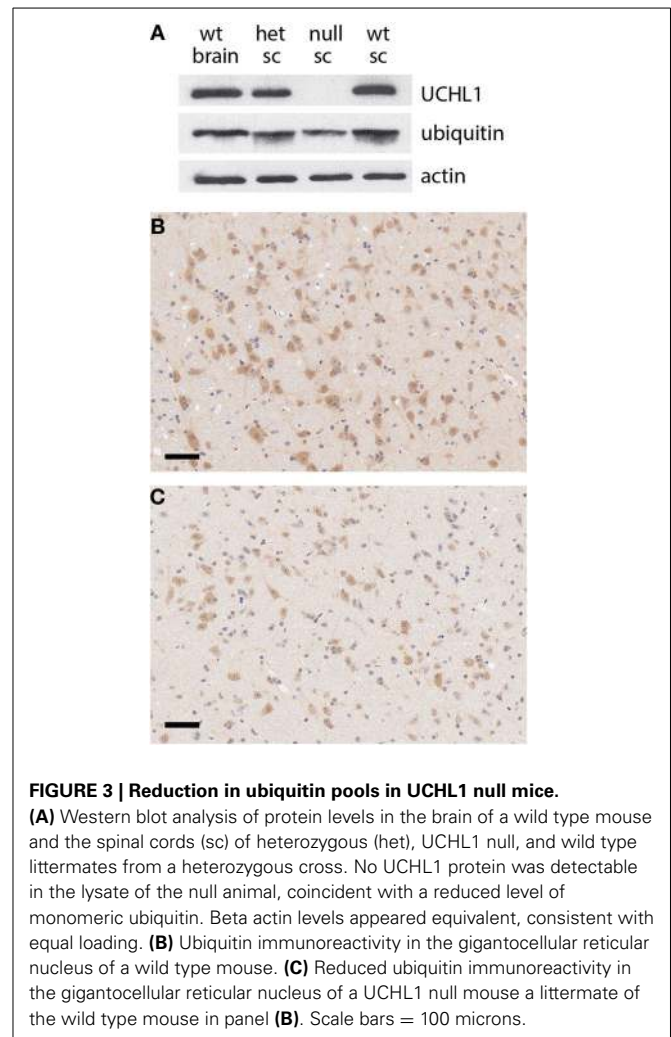 A
wt het null wt
brain sc sc sc
UCHL1
ubiquitin
actin
B
C
FIGURE 3 | Reduction in ubiquitin pools in UCHL1 null mice.
(A) Western blot analysis of protein levels in the brain of a wild type mouse
and the spinal cords (sc) of heterozygous (het), UCHL1 null, and wild type
littermates from a heterozygous cross. No UCHL1 protein was detectable
in the lysate of the null animal, coincident with a reduced level of
monomeric ubiquitin. Beta actin levels appeared equivalent, consistent with
equal loading. (B) Ubiquitin immunoreactivity in the gigantocellular reticular
nucleus of a wild type mouse. (C) Reduced ubiquitin immunoreactivity in
the gigantocellular reticular nucleus of a UCHL1 null mouse a littermate of
the wild type mouse in panel (B). Scale bars = 100 microns.